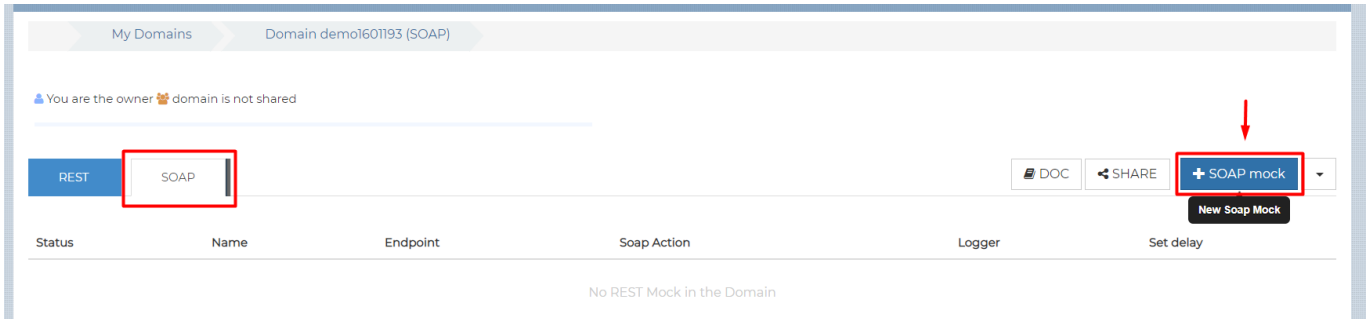 My Domains Domain demo1601193 (SOAP)
You are the owner domain is not shared
REST SOAP DOC SHARE SOAP mock
New Soap Mock
Status Name Endpoint Soap Action Logger Set delay
No REST Mock in the Domain